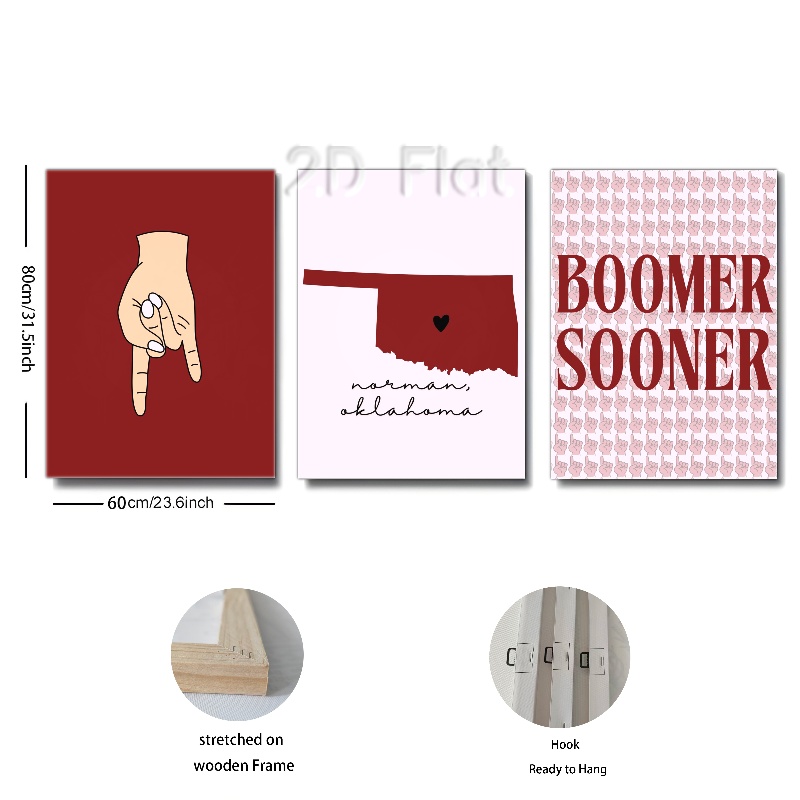 2D Flat
80cm/31.5inch
norman,
oklahoma
BOOMER
SOONER
60cm/23.6inch
stretched on
wooden Frame
Hook
Ready to Hang